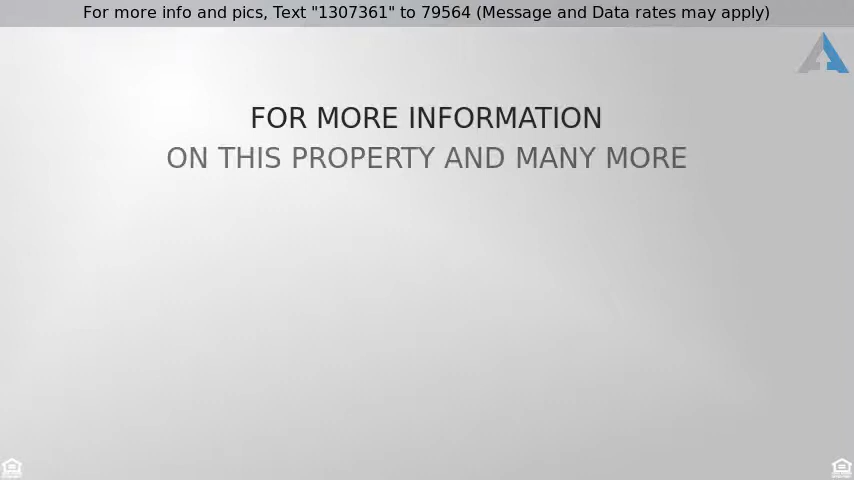 For more info and pics, Text "1307361" to 79564 (Message and Data rates may apply)
FOR MORE INFORMATION
ON THIS PROPERTY AND MANY MORE